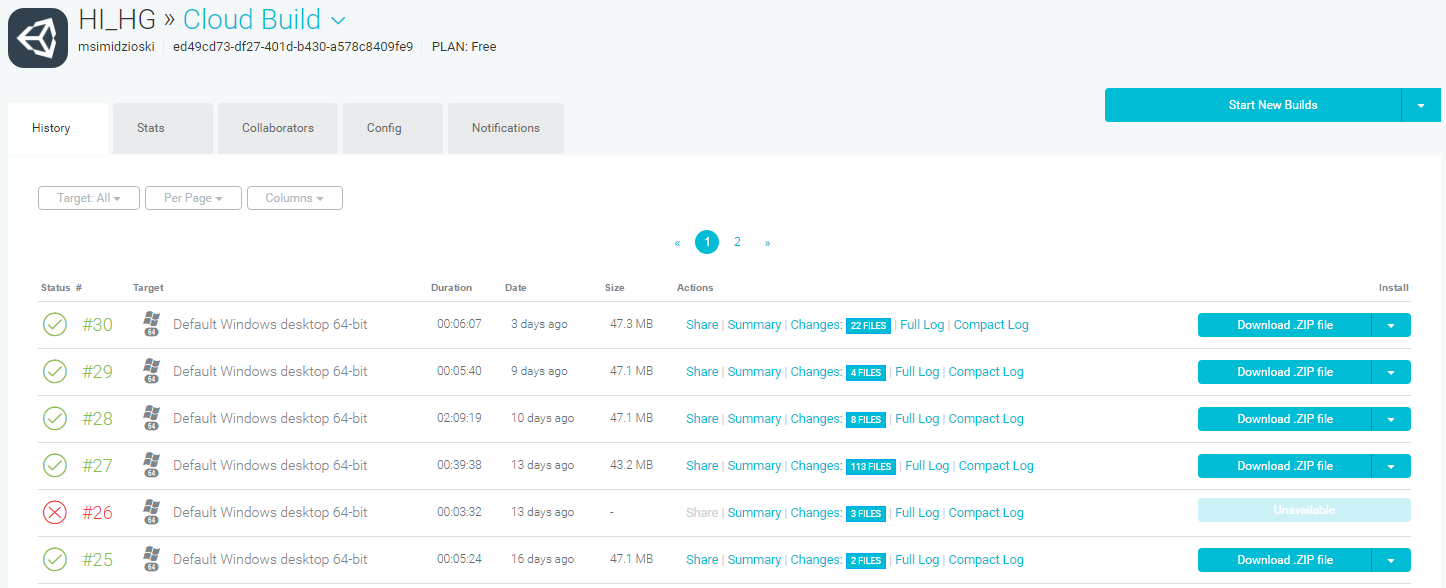 HI_HG » Cloud Build
msimidzioski ed49cd73-df27-401d-b430-a578c8409fe9 PLAN: Free
Start New Builds
History Stats Collaborators Config Notifications
Target: All Per Page Columns
« 1 2 »
Status # Target Duration Date Size Actions Install
#30 64 Default Windows desktop 64-bit 00:06:07 3 days ago 47.3 MB Share | Summary | Changes: 22 FILES | Full Log | Compact Log Download .ZIP file
#29 64 Default Windows desktop 64-bit 00:05:40 9 days ago 47.1 MB Share | Summary | Changes: 4 FILES | Full Log | Compact Log Download .ZIP file
#28 64 Default Windows desktop 64-bit 02:09:19 10 days ago 47.1 MB Share | Summary | Changes: 8 FILES | Full Log | Compact Log Download .ZIP file
#27 64 Default Windows desktop 64-bit 00:39:38 13 days ago 43.2 MB Share | Summary | Changes: 113 FILES | Full Log | Compact Log Download .ZIP file
#26 64 Default Windows desktop 64-bit 00:03:32 13 days ago - Share | Summary | Changes: 3 FILES | Full Log | Compact Log Unavailable
#25 64 Default Windows desktop 64-bit 00:05:24 16 days ago 47.1 MB Share | Summary | Changes: 2 FILES | Full Log | Compact Log Download .ZIP file